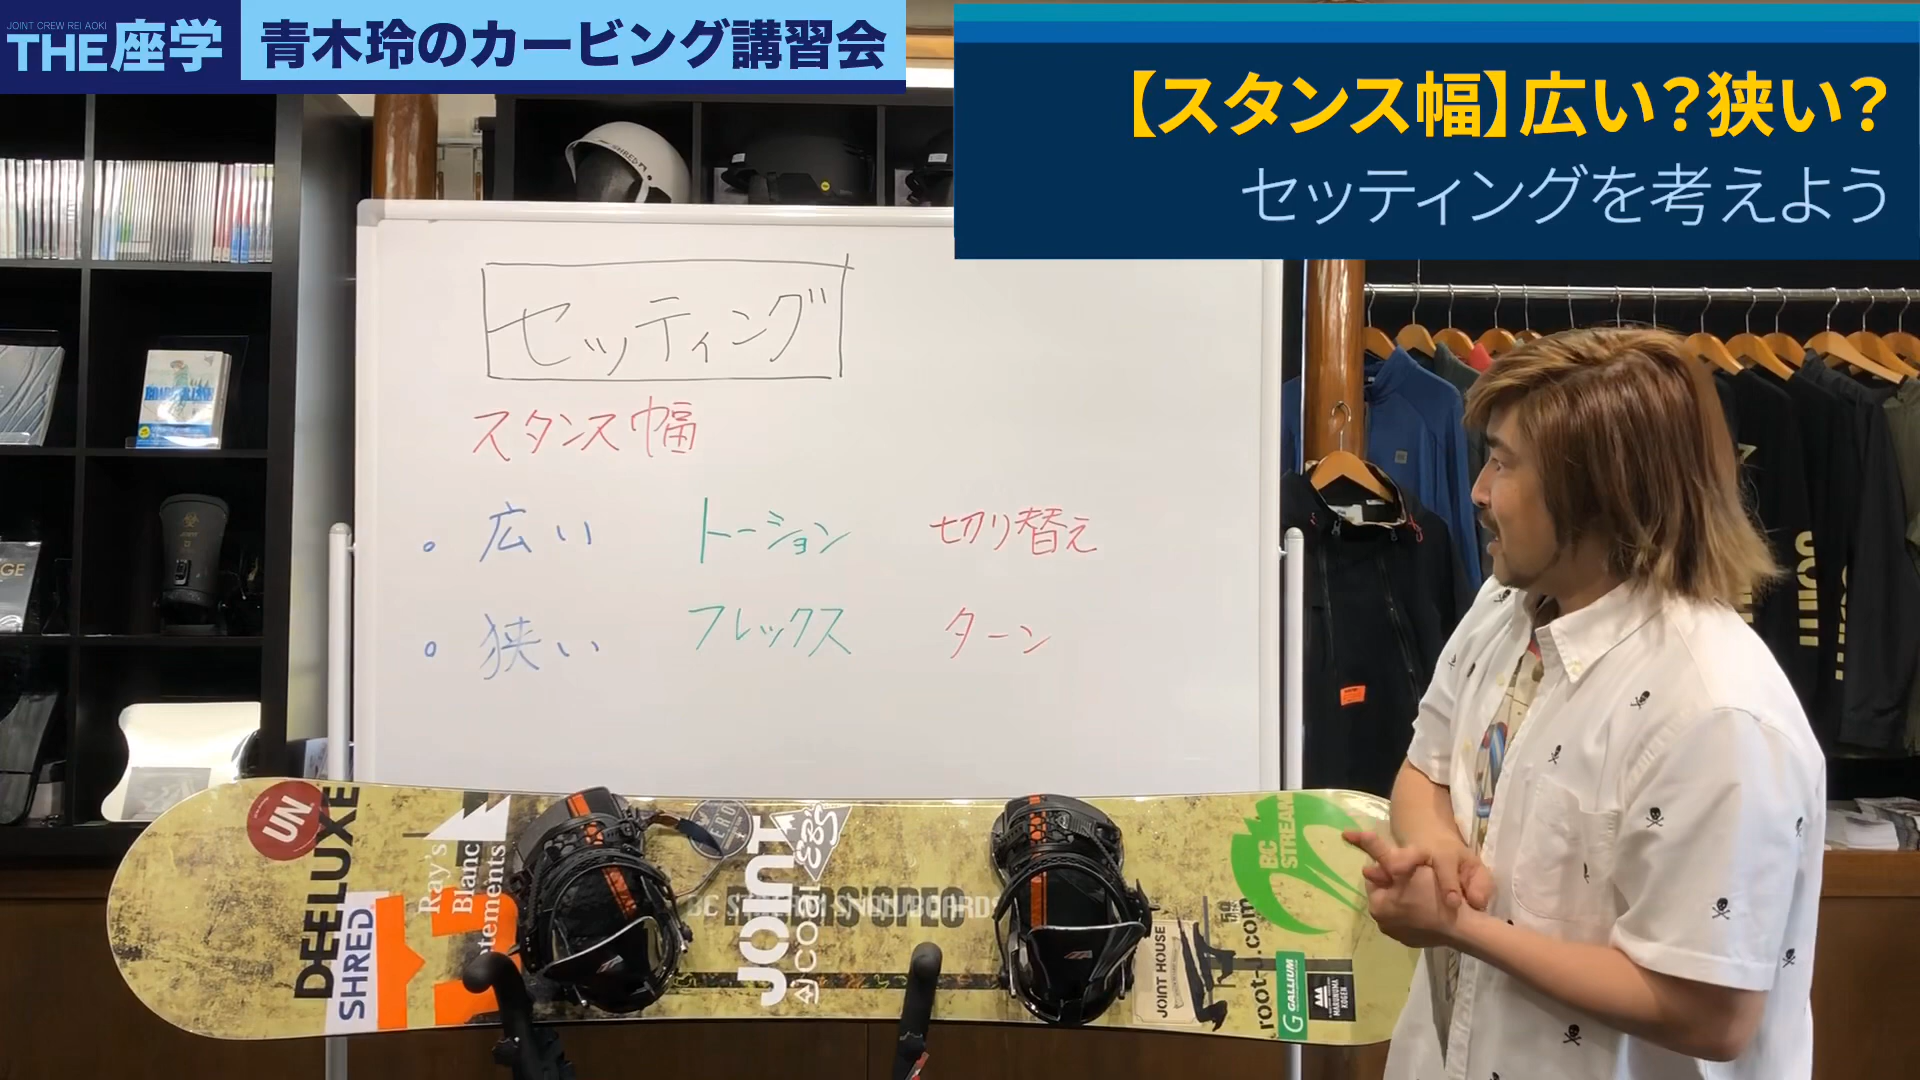 JOINT CREW REI AOKI
THE座学
青木玲のカービング講習会
【スタンス幅】広い?狭い?
セッティングを考えよう
SHRED
セッティング
スタンス幅
• 広い トーション 切り替え
• 狭い フレックス ターン
UN
DEELUXE
SHRED
Ray's
Blanc
JOINT
coal
BC STREAM
JOINT HOUSE
root-1.com
GALLIUM
MARUNUMA
KOGEN